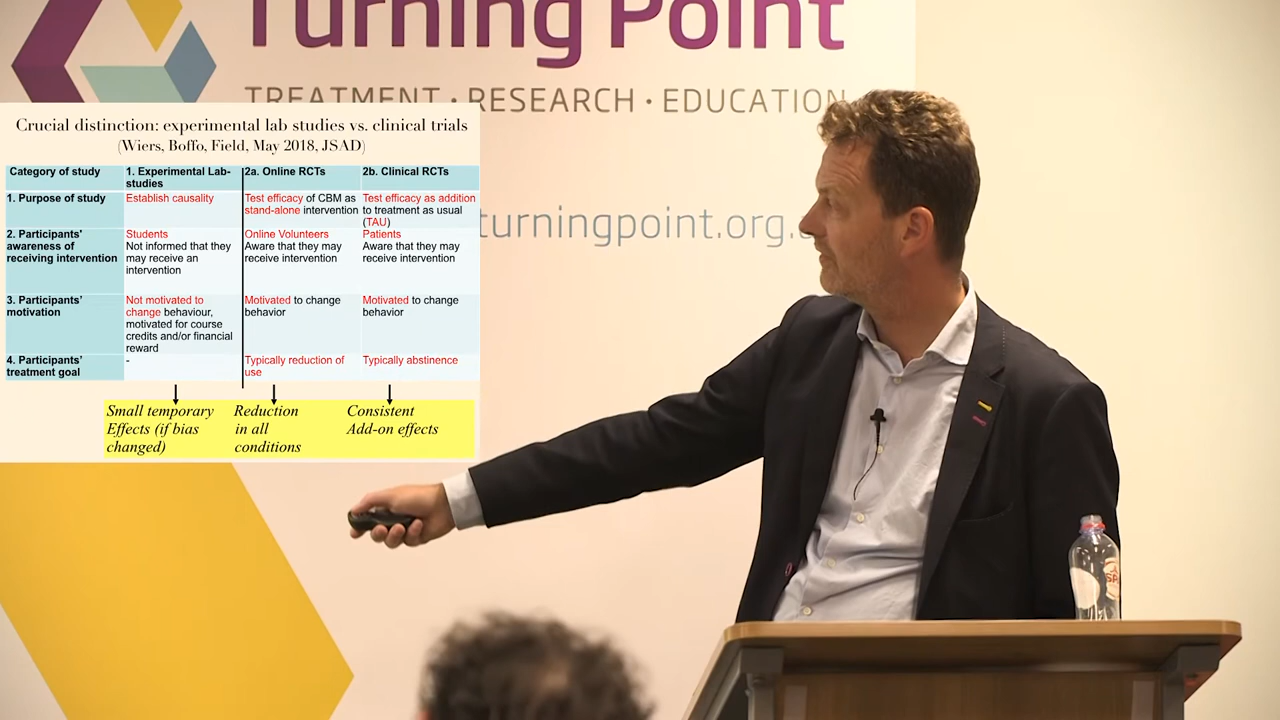 Turning Point
TREATMENT · RESEARCH · EDUCATION
turningpoint.org.
Crucial distinction: experimental lab studies vs. clinical trials
(Wiers, Boffo, Field, May 2018, JSAD)
Category of study
1. Experimental Lab-
studies
2a. Online RCTs
2b. Clinical RCTs
1. Purpose of study
Establish causality
Test efficacy of CBM as
stand-alone intervention
Test efficacy as addition
to treatment as usual
(TAU)
2. Participants'
awareness of
receiving intervention
Students
Not informed that they
may receive an
intervention
Online Volunteers
Aware that they may
receive intervention
Patients
Aware that they may
receive intervention
3. Participants'
motivation
Not motivated to
change behaviour,
motivated for course
credits and/or financial
reward
Motivated to change
behavior
Motivated to change
behavior
4. Participants'
treatment goal
-
Typically reduction of
use
Typically abstinence
Small temporary
Effects (if bias
changed)
Reduction
in all
conditions
Consistent
Add-on effects